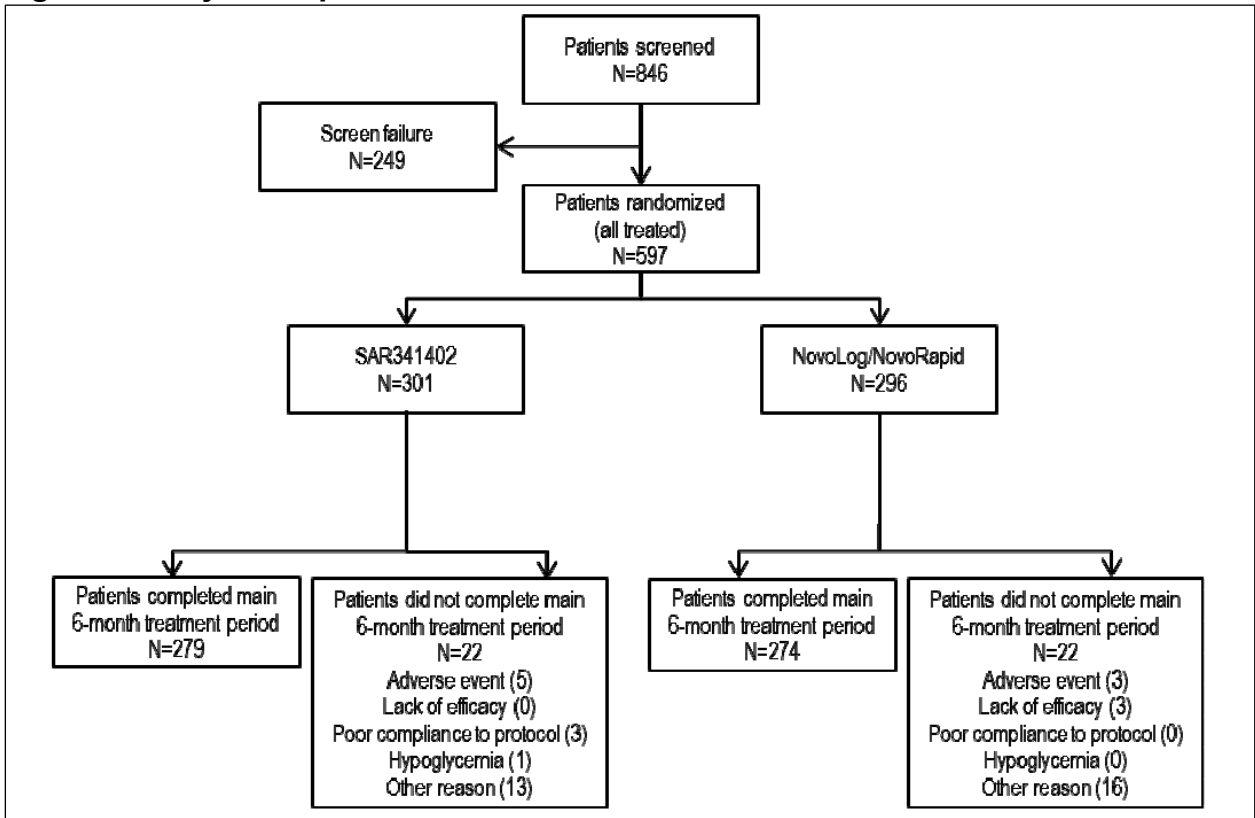 Patients screened
N=846
Screen failure
N=249
Patients randomized
(all treated)
N=597
SAR341402
N=301
NovoLog/NovoRapid
N=296
Patients completed main
6-month treatment period
N=279
Patients did not complete main
6-month treatment period
N=22
Adverse event (5)
Lack of efficacy (0)
Poor compliance to protocol (3)
Hypoglycemia (1)
Other reason (13)
Patients completed main
6-month treatment period
N=274
Patients did not complete main
6-month treatment period
N=22
Adverse event (3)
Lack of efficacy (3)
Poor compliance to protocol (0)
Hypoglycemia (0)
Other reason (16)